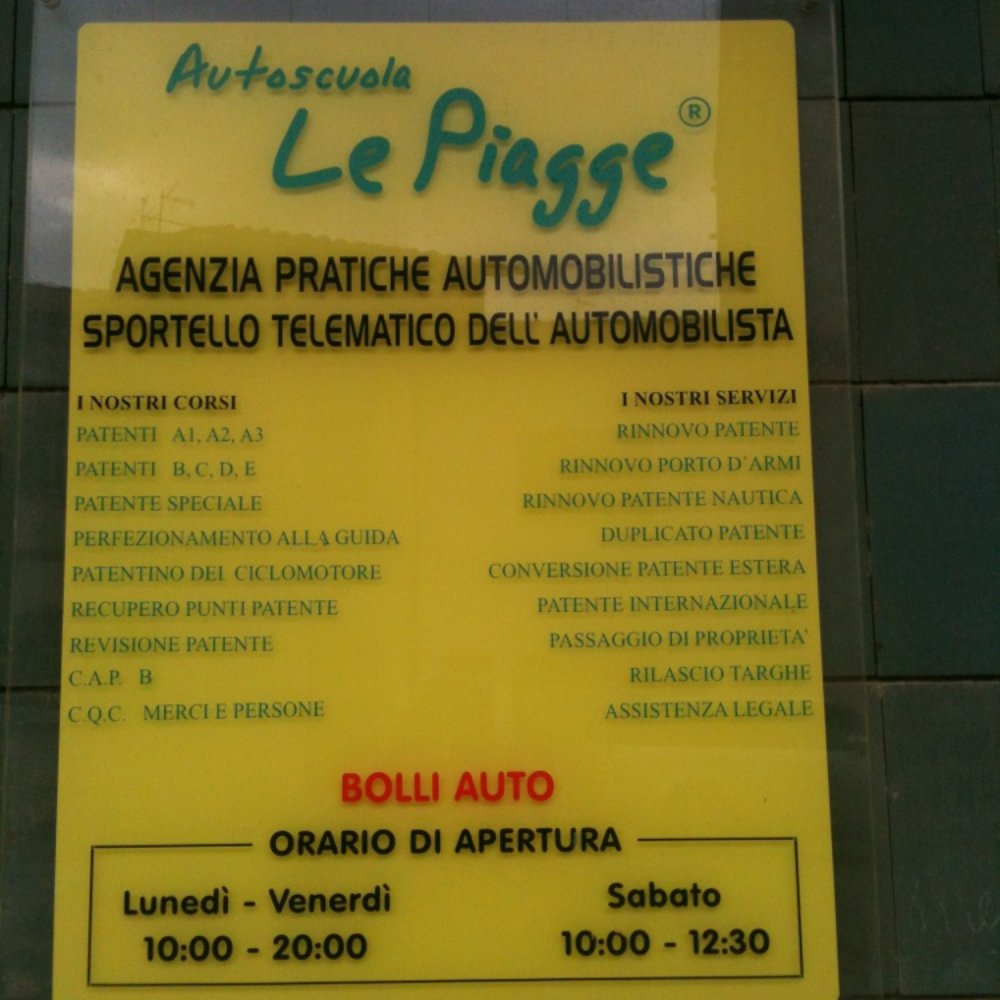 Autoscuola
Le Piagge ®
AGENZIA PRATICHE AUTOMOBILISTICHE
SPORTELLO TELEMATICO DELL' AUTOMOBILISTA
I NOSTRI CORSI
PATENTI A1, A2, A3
PATENTI B, C, D, E
PATENTE SPECIALE
PERFEZIONAMENTO ALLA GUIDA
PATENTINO DEL CICLOMOTORE
RECUPERO PUNTI PATENTE
REVISIONE PATENTE
C.A.P. B
C.Q.C. MERCI E PERSONE
I NOSTRI SERVIZI
RINNOVO PATENTE
RINNOVO PORTO D'ARMI
RINNOVO PATENTE NAUTICA
DUPLICATO PATENTE
CONVERSIONE PATENTE ESTERA
PATENTE INTERNAZIONALE
PASSAGGIO DI PROPRIETA'
RILASCIO TARGHE
ASSISTENZA LEGALE
BOLLI AUTO
ORARIO DI APERTURA
Lunedì - Venerdì
10:00 - 20:00
Sabato
10:00 - 12:30